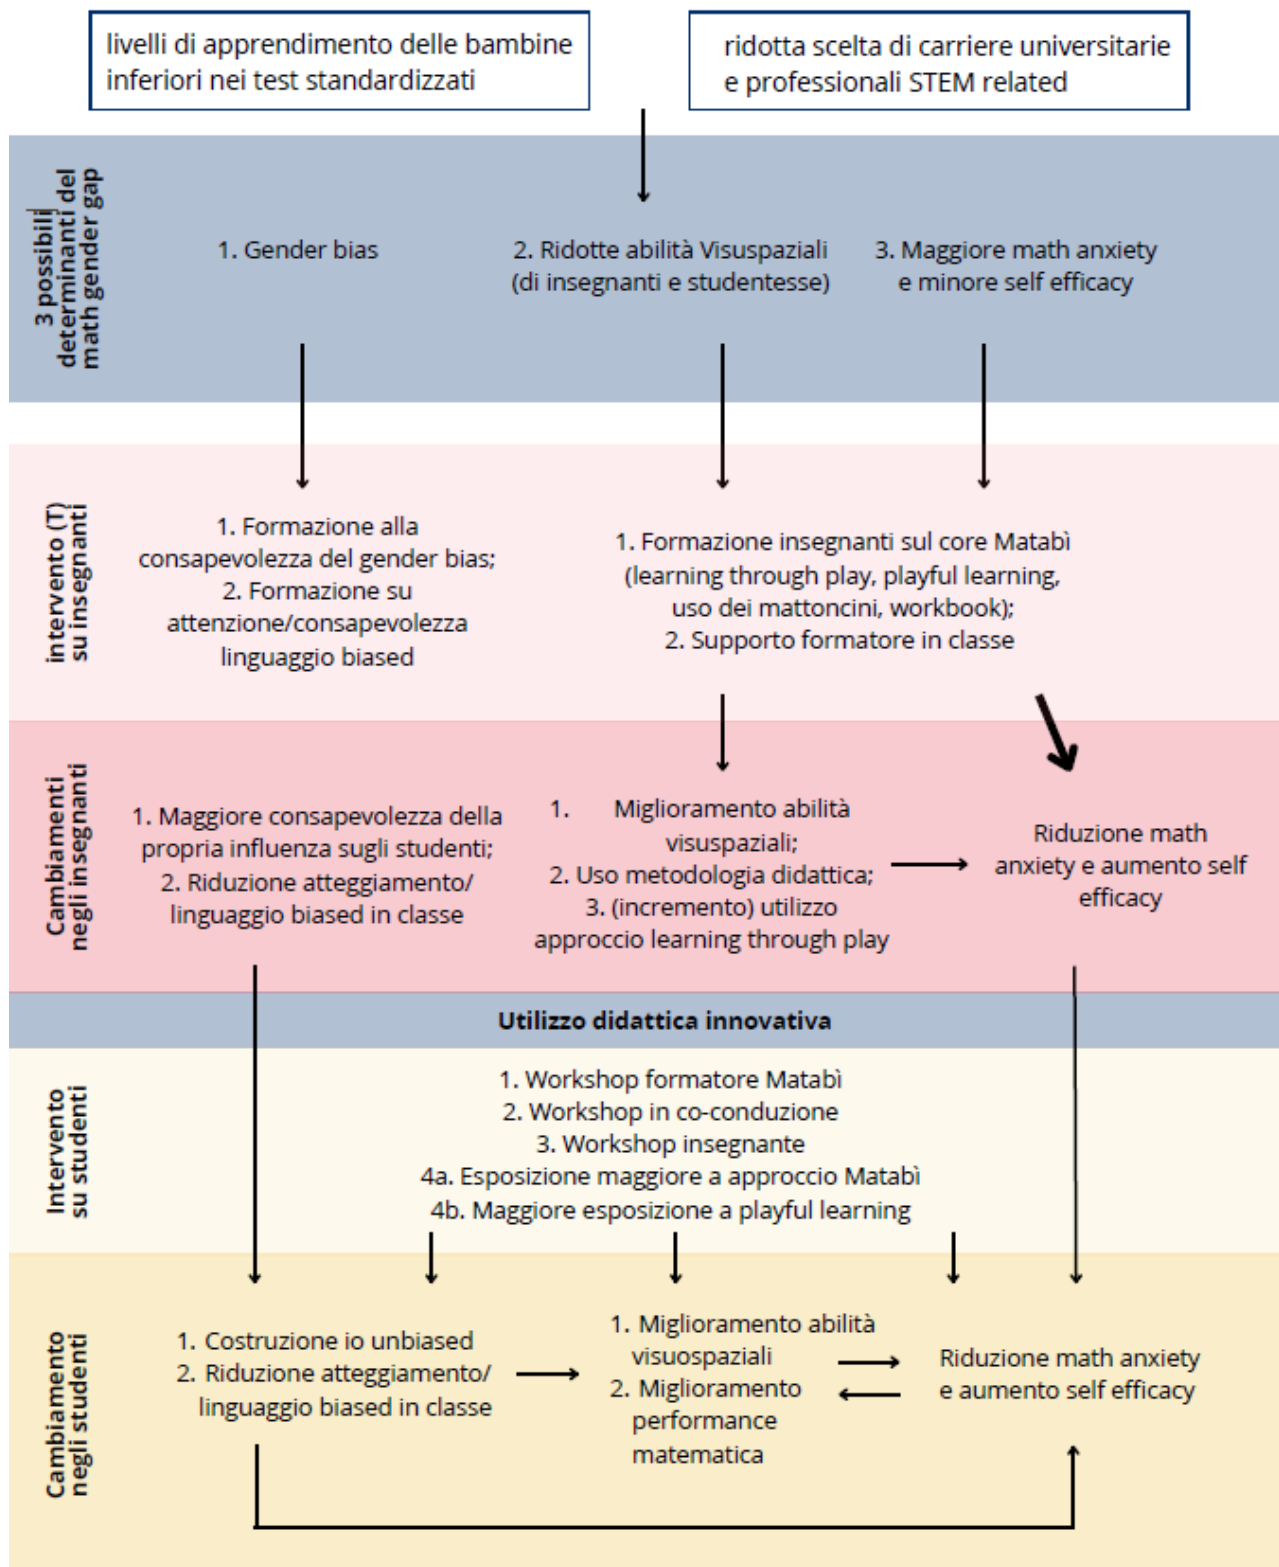 livelli di apprendimento delle bambine
inferiori nei test standardizzati
ridotta scelta di carriere universitarie
e professionali STEM related
3 possibili
determinanti del
math gender gap
1. Gender bias
2. Ridotte abilità Visuspaziali
(di insegnanti e studentesse)
3. Maggiore math anxiety
e minore self efficacy
intervento (T)
su insegnanti
1. Formazione alla
consapevolezza del gender bias;
2. Formazione su
attenzione/consapevolezza
linguaggio biased
1. Formazione insegnanti sul core Matabì
(learning through play, playful learning,
uso dei mattoncini, workbook);
2. Supporto formatore in classe
Cambiamenti
negli insegnanti
1. Maggiore consapevolezza della
propria influenza sugli studenti;
2. Riduzione atteggiamento/
linguaggio biased in classe
1. Miglioramento abilità
visuspaziali;
2. Uso metodologia didattica;
3. (incremento) utilizzo
approccio learning through play
Riduzione math
anxiety e aumento self
efficacy
Utilizzo didattica innovativa
Intervento
su studenti
1. Workshop formatore Matabì
2. Workshop in co-conduzione
3. Workshop insegnante
4a. Esposizione maggiore a approccio Matabì
4b. Maggiore esposizione a playful learning
Cambiamento
negli studenti
1. Costruzione io unbiased
2. Riduzione atteggiamento/
linguaggio biased in classe
1. Miglioramento abilità
visuospaziali
2. Miglioramento
performance
matematica
Riduzione math anxiety
e aumento self efficacy